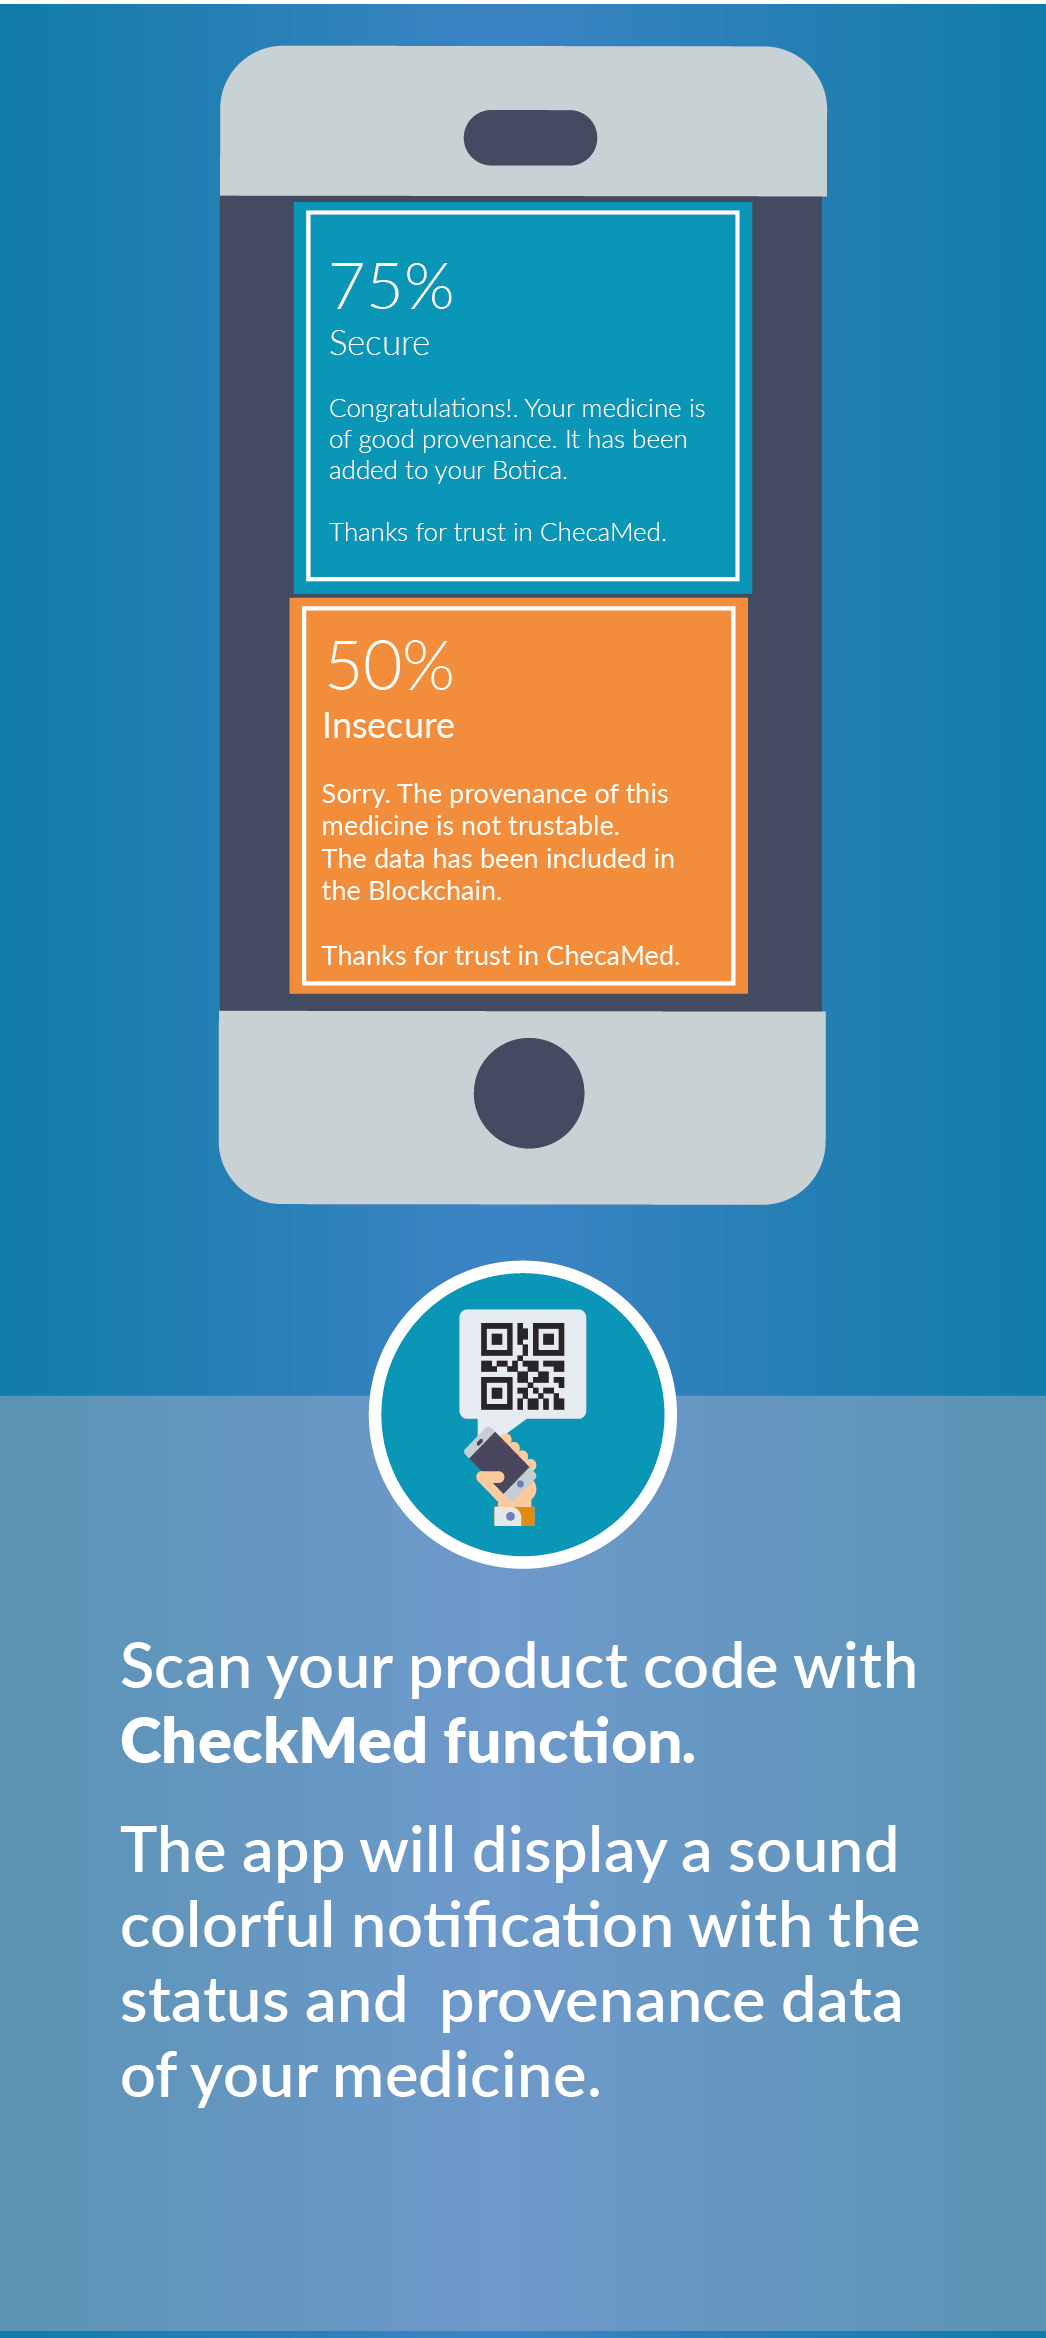 75%
Secure
Congratulations!. Your medicine is
of good provenance. It has been
added to your Botica.
Thanks for trust in ChecaMed.
50%
Insecure
Sorry. The provenance of this
medicine is not trustable.
The data has been included in
the Blockchain.
Thanks for trust in ChecaMed.
Scan your product code with
CheckMed function.
The app will display a sound
colorful notification with the
status and  provenance data
of your medicine.